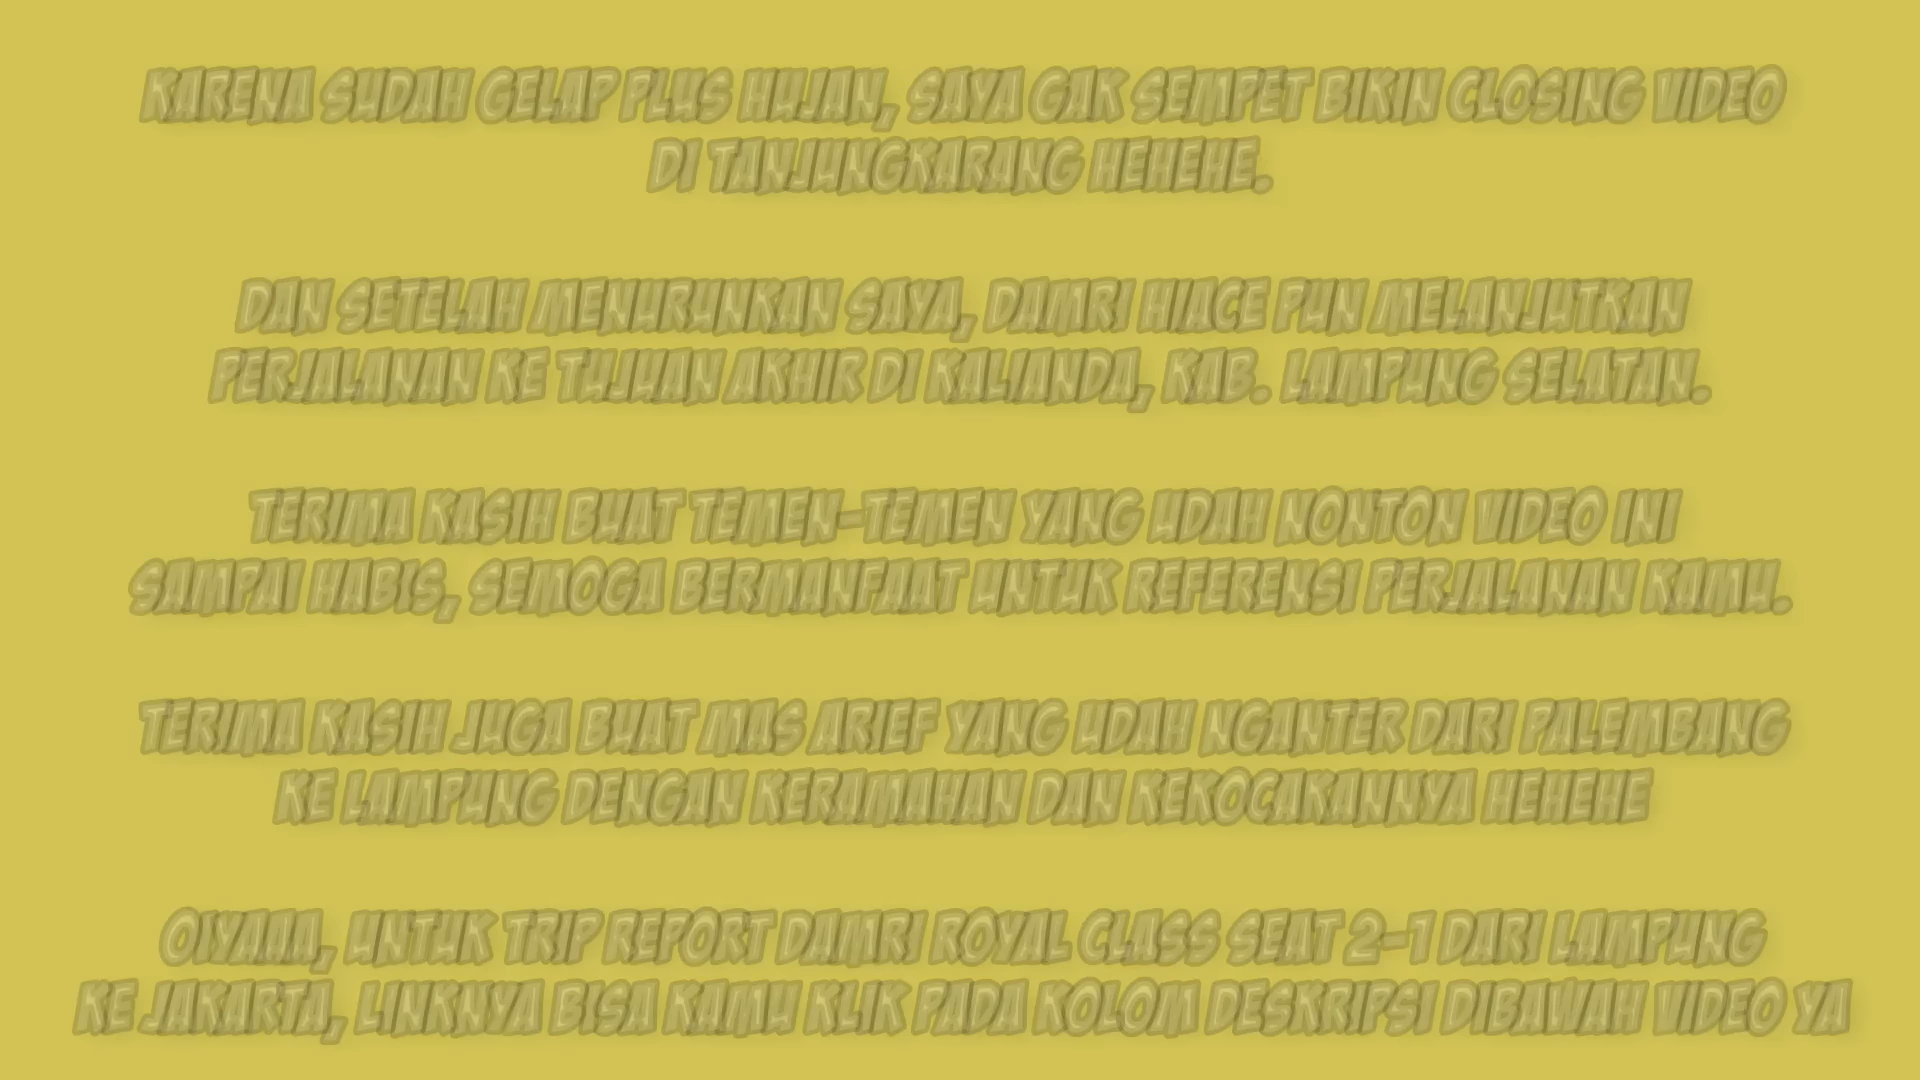 KARENA SUDAH GELAP PLUS HUJAN, SAYA GAK SEMPET BIKIN CLOSING VIDEO
DI TANJUNGKARANG HEHEHE.
DAN SETELAH MENURUNKAN SAYA, DAMRI HIACE PUN MELANJUTKAN
PERJALANAN KE TUJUAN AKHIR DI KALIANDA, KAB. LAMPUNG SELATAN.
TERIMA KASIH BUAT TEMEN-TEMEN YANG UDAH NONTON VIDEO INI
SAMPAI HABIS, SEMOGA BERMANFAAT UNTUK REFERENSI PERJALANAN KAMU.
TERIMA KASIH JUGA BUAT MAS ARIEF YANG UDAH NGANTER DARI PALEMBANG
KE LAMPUNG DENGAN KERAMAHAN DAN KEKOCAKANNYA HEHEHE
OIYAAA, UNTUK TRIP REPORT DAMRI ROYAL CLASS SEAT 2-1 DARI LAMPUNG
KE JAKARTA, LINKNYA BISA KAMU KLIK PADA KOLOM DESKRIPSI DIBAWAH VIDEO YA